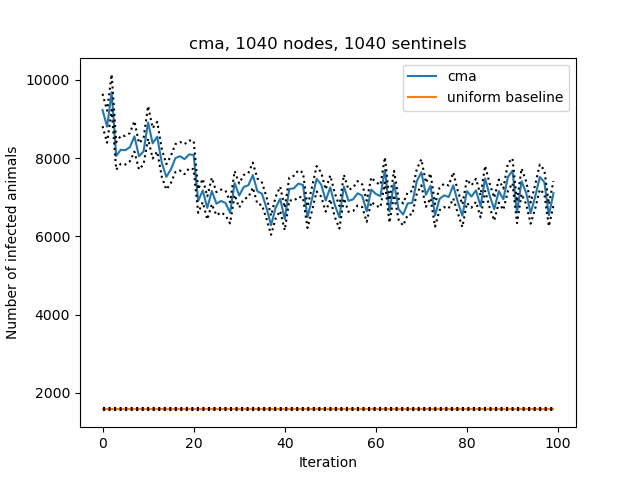 cma, 1040 nodes, 1040 sentinels
cma
uniform baseline
Number of infected animals
10000
8000
6000
4000
2000
0 20 40 60 80 100
Iteration